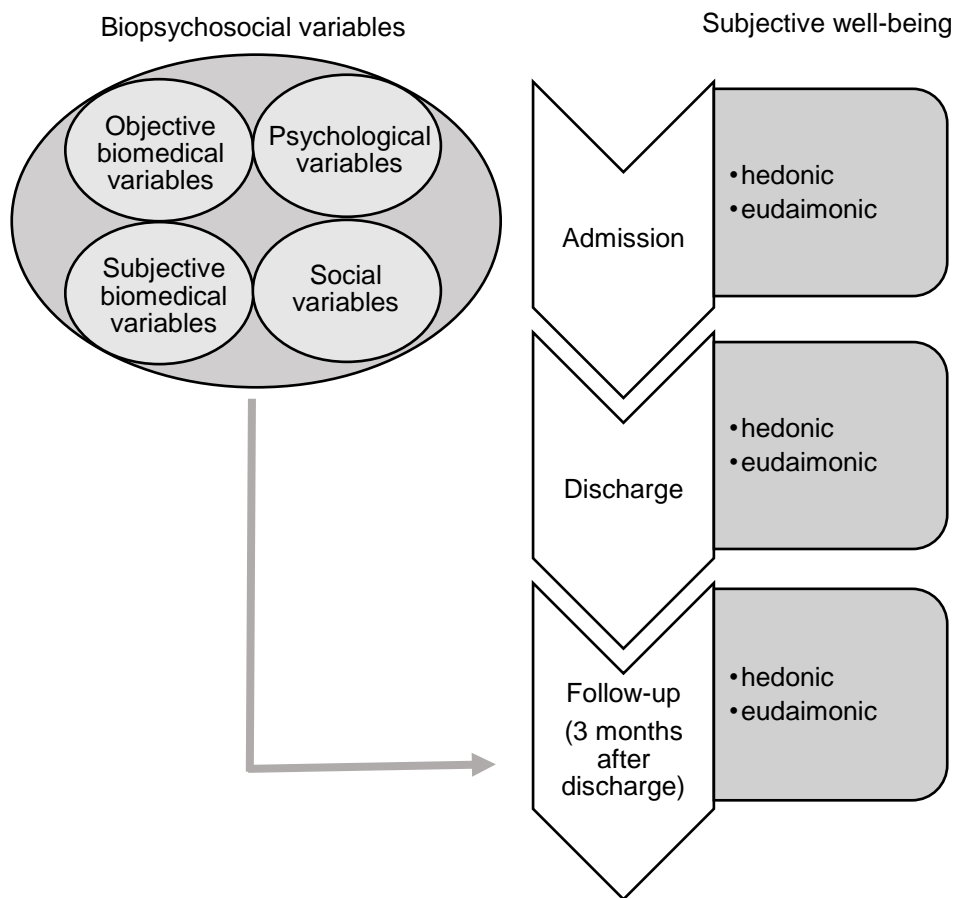 Biopsychosocial variables
Subjective well-being
Objective
biomedical
variables
Psychological
variables
Subjective
biomedical
variables
Social
variables
Admission
•hedonic
•eudaimonic
Discharge
•hedonic
•eudaimonic
Follow-up
(3 months
after
discharge)
•hedonic
•eudaimonic